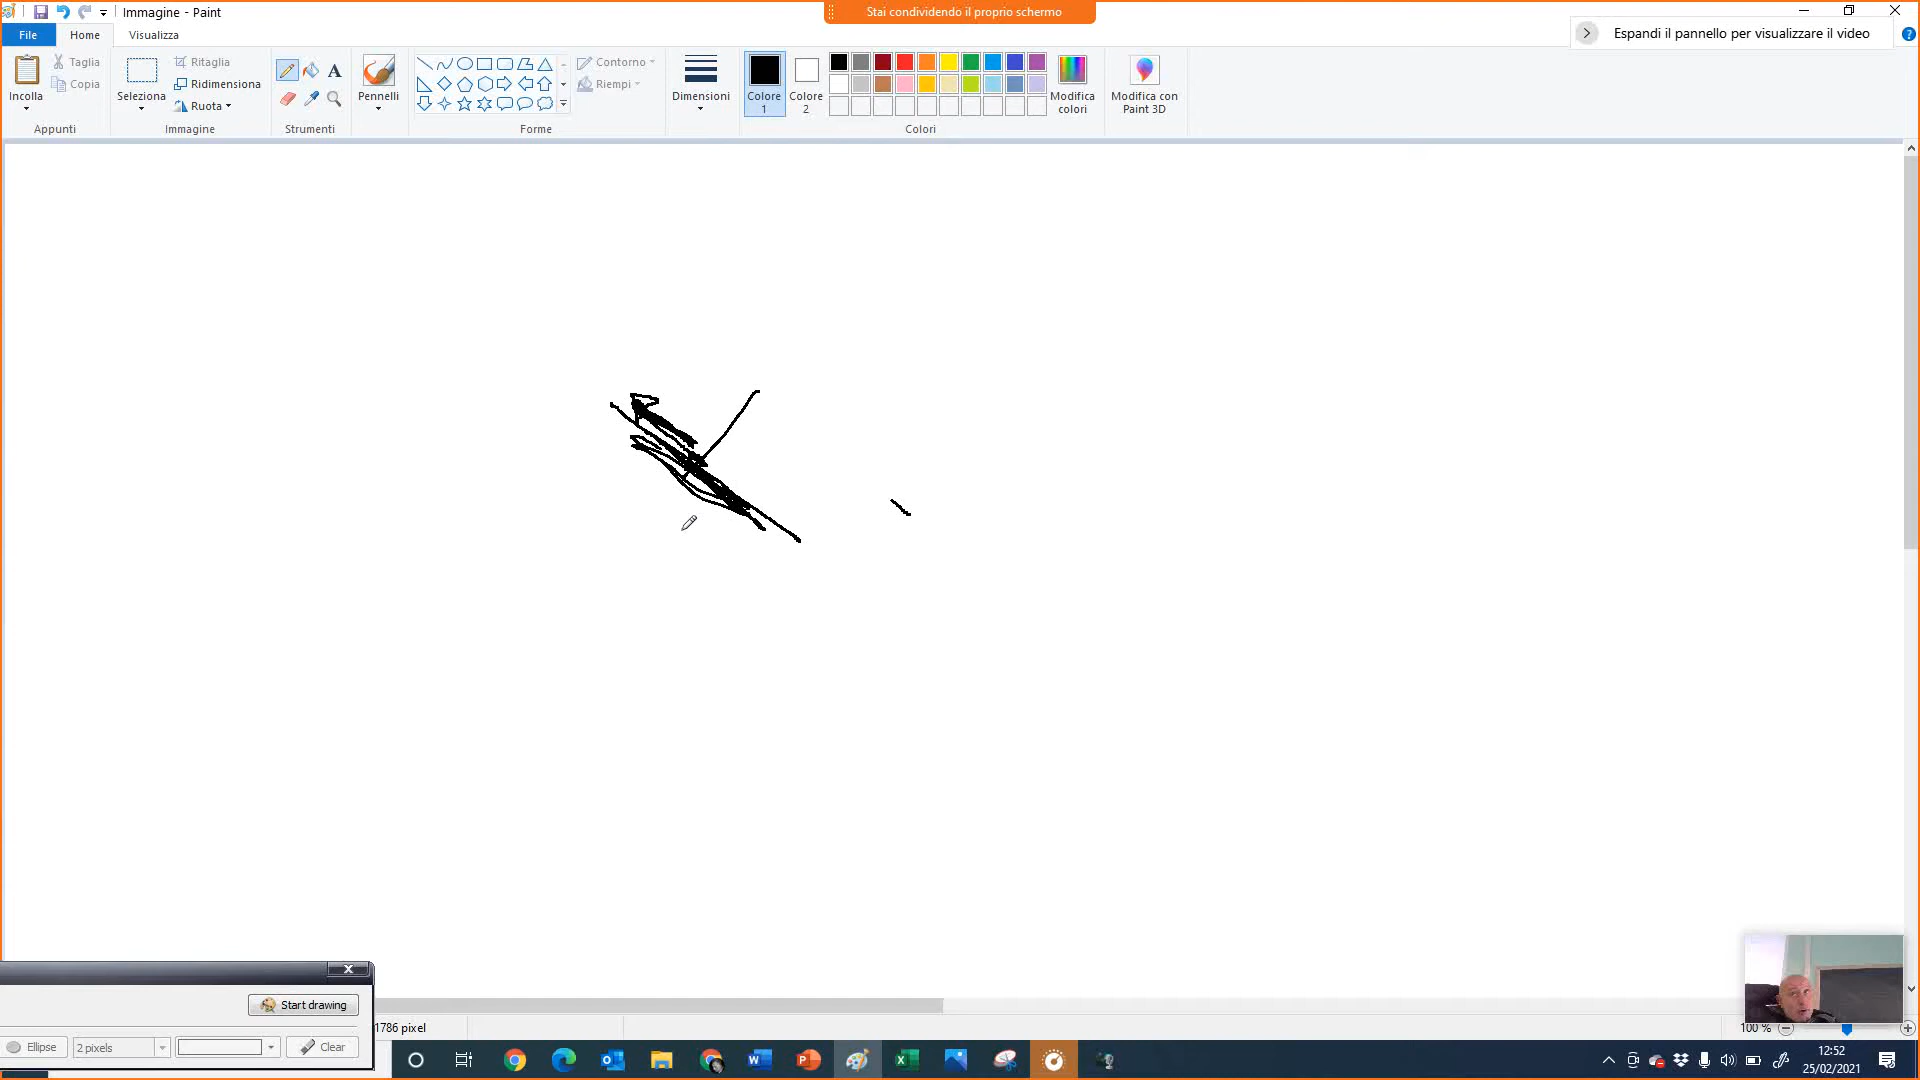 Immagine - Paint
Stai condividendo il proprio schermo
File Home Visualizza
Espandi il pannello per visualizzare il video
Incolla
Taglia
Copia
Appunti
Seleziona
Ritaglia
Ridimensiona
Ruota
Immagine
A
Strumenti
Pennelli
Forme
Contorno
Riempi
Dimensioni
Colore
1
Colore
2
Colori
Modifica
colori
Modifica con
Paint 3D
Start drawing
Ellipse 2 pixels Clear
1786 pixel
100 %
12:52
25/02/2021